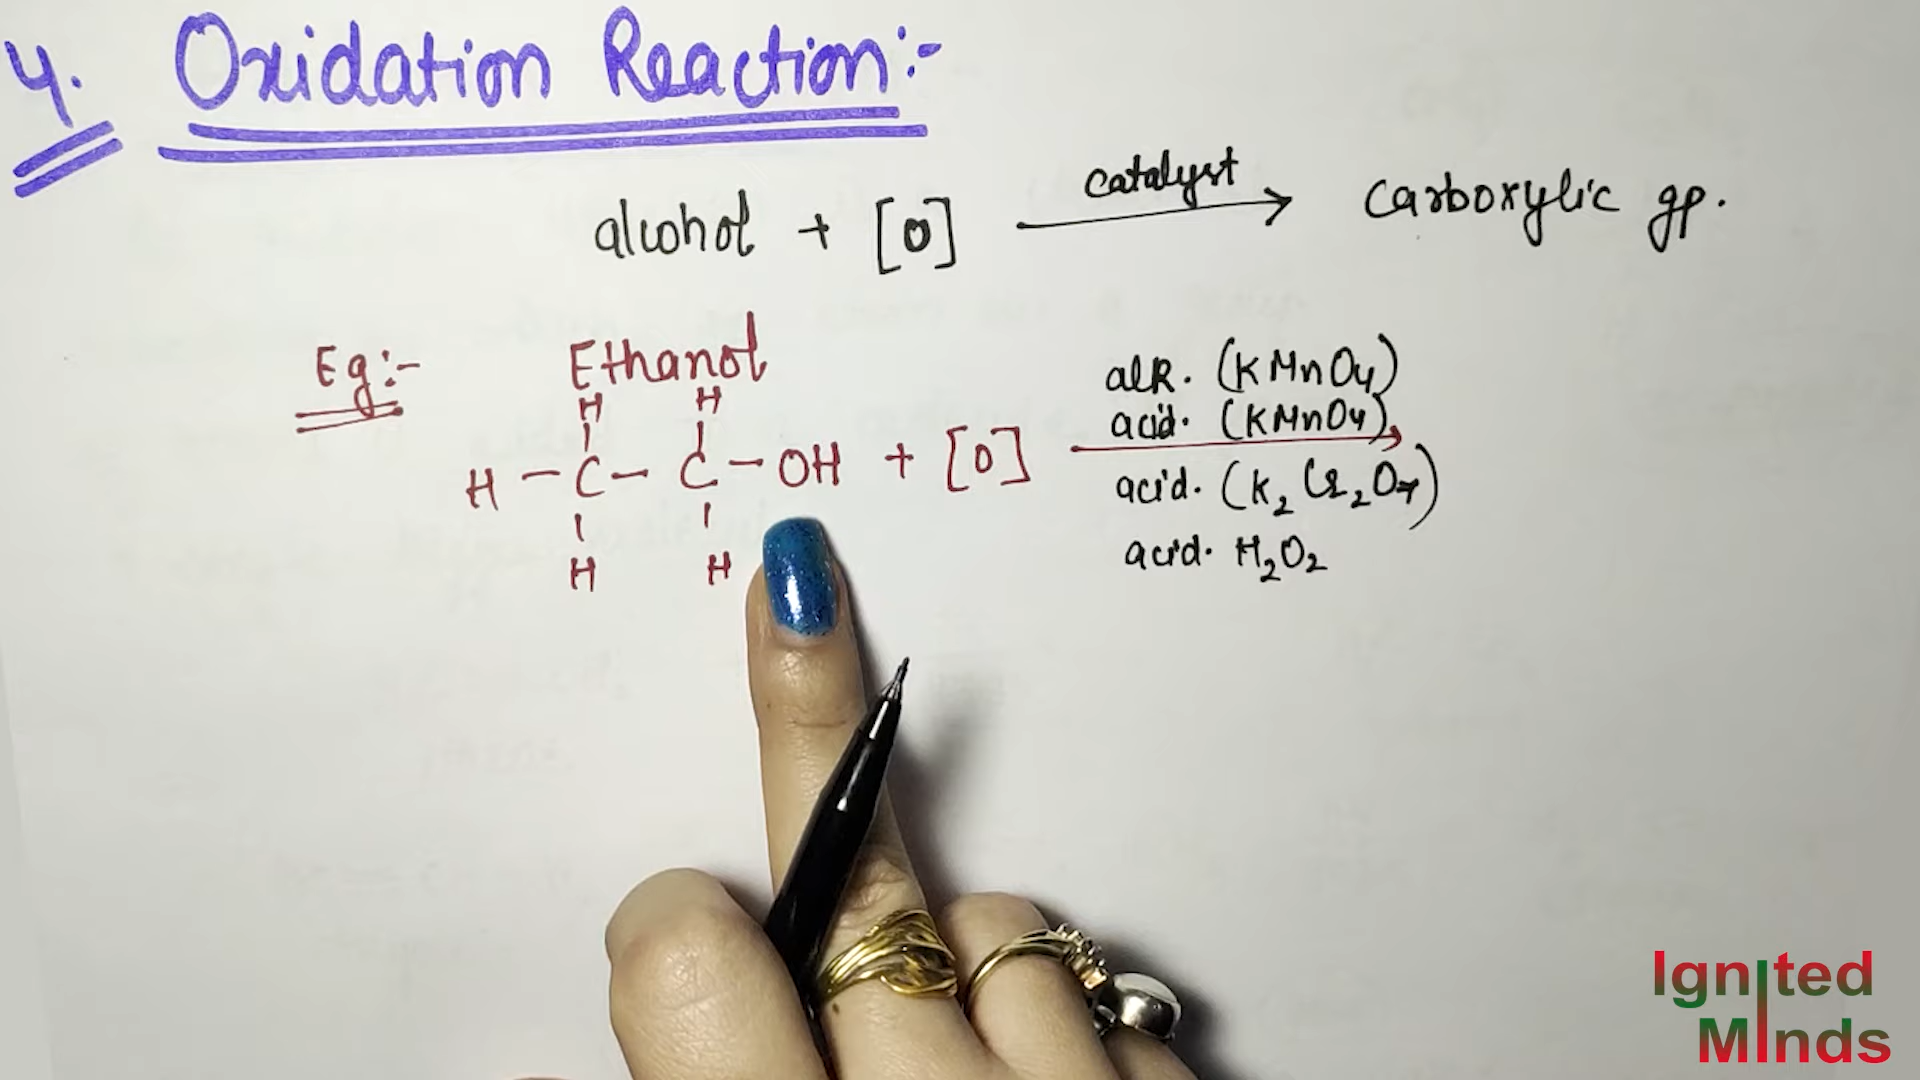 4. Oxidation Reaction:-
alcohol + [O] catalyst → carboxylic gp.
Eg:- Ethanol
H H
H - C - C - OH + [O] →
H H
alk. (KMnO4)
acid. (KMnO4)
acid. (K2Cr2O7)
acid. H2O2
Ignited
Minds